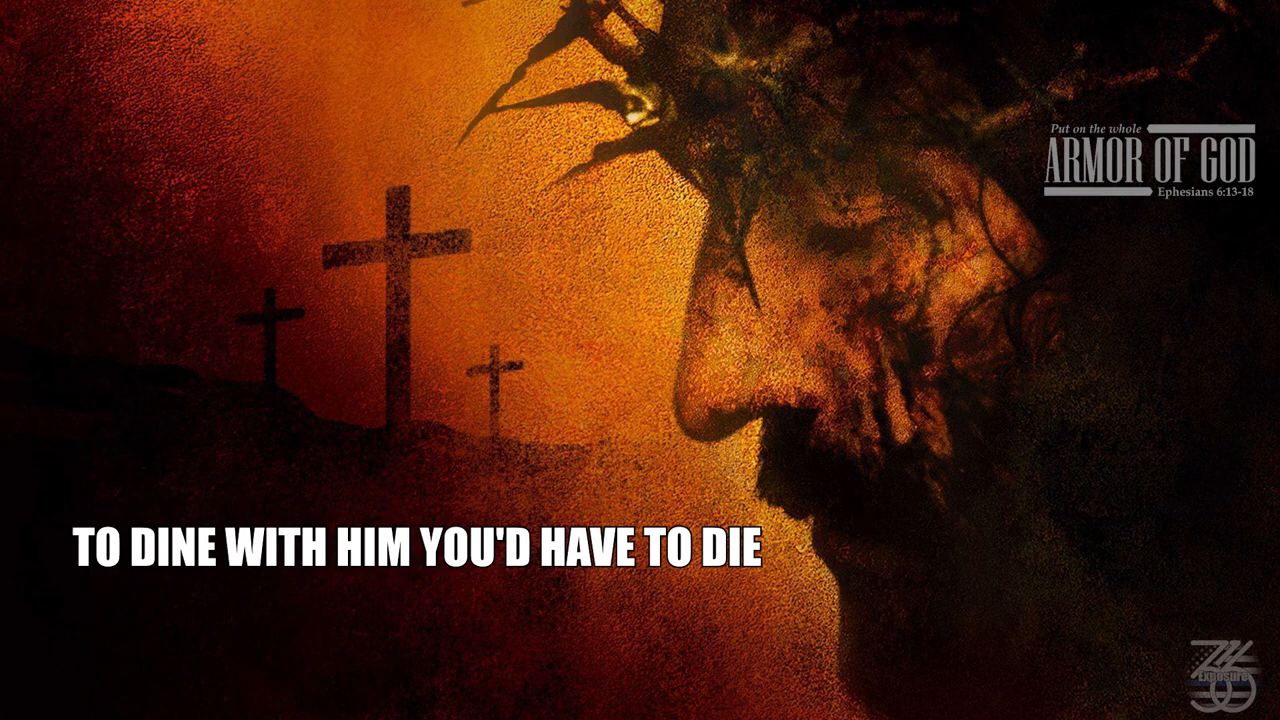 Put on the whole
ARMOR OF GOD
Ephesians 6:13-18
TO DINE WITH HIM YOU'D HAVE TO DIE
Exposure